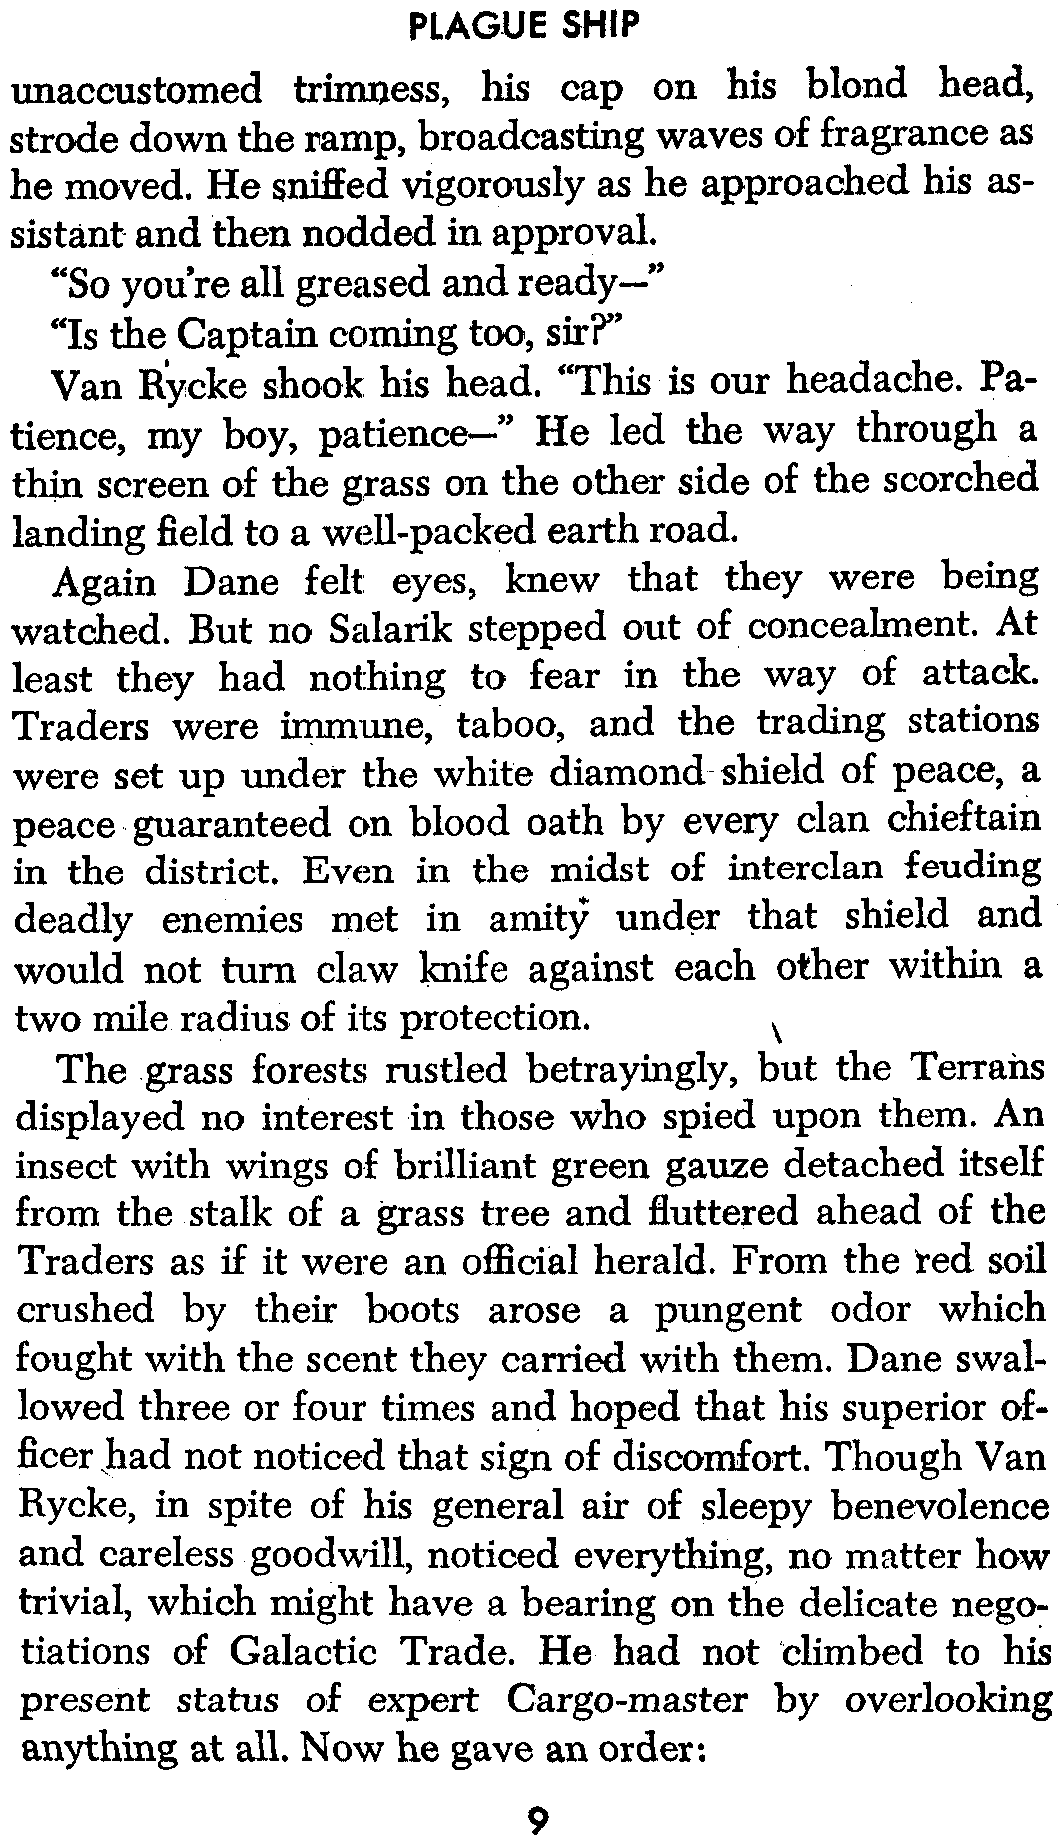 PLAGUE SHIP
unaccustomed trimness, his cap on his blond head,
strode down the ramp, broadcasting waves of fragrance as
he moved. He sniffed vigorously as he approached his as-
sistant and then nodded in approval.
"So you're all greased and ready—"
"Is the Captain coming too, sir?"
Van Rycke shook his head. "This is our headache. Pa-
tience, my boy, patience—" He led the way through a
thin screen of the grass on the other side of the scorched
landing field to a well-packed earth road.
Again Dane felt eyes, knew that they were being
watched. But no Salarik stepped out of concealment. At
least they had nothing to fear in the way of attack.
Traders were immune, taboo, and the trading stations
were set up under the white diamond shield of peace, a
peace guaranteed on blood oath by every clan chieftain
in the district. Even in the midst of interclan feuding
deadly enemies met in amity under that shield and
would not turn claw knife against each other within a
two mile radius of its protection.
The grass forests rustled betrayingly, but the Terrans
displayed no interest in those who spied upon them. An
insect with wings of brilliant green gauze detached itself
from the stalk of a grass tree and fluttered ahead of the
Traders as if it were an official herald. From the red soil
crushed by their boots arose a pungent odor which
fought with the scent they carried with them. Dane swal-
lowed three or four times and hoped that his superior of-
ficer had not noticed that sign of discomfort. Though Van
Rycke, in spite of his general air of sleepy benevolence
and careless goodwill, noticed everything, no matter how
trivial, which might have a bearing on the delicate nego-
tiations of Galactic Trade. He had not climbed to his
present status of expert Cargo-master by overlooking
anything at all. Now he gave an order:
9